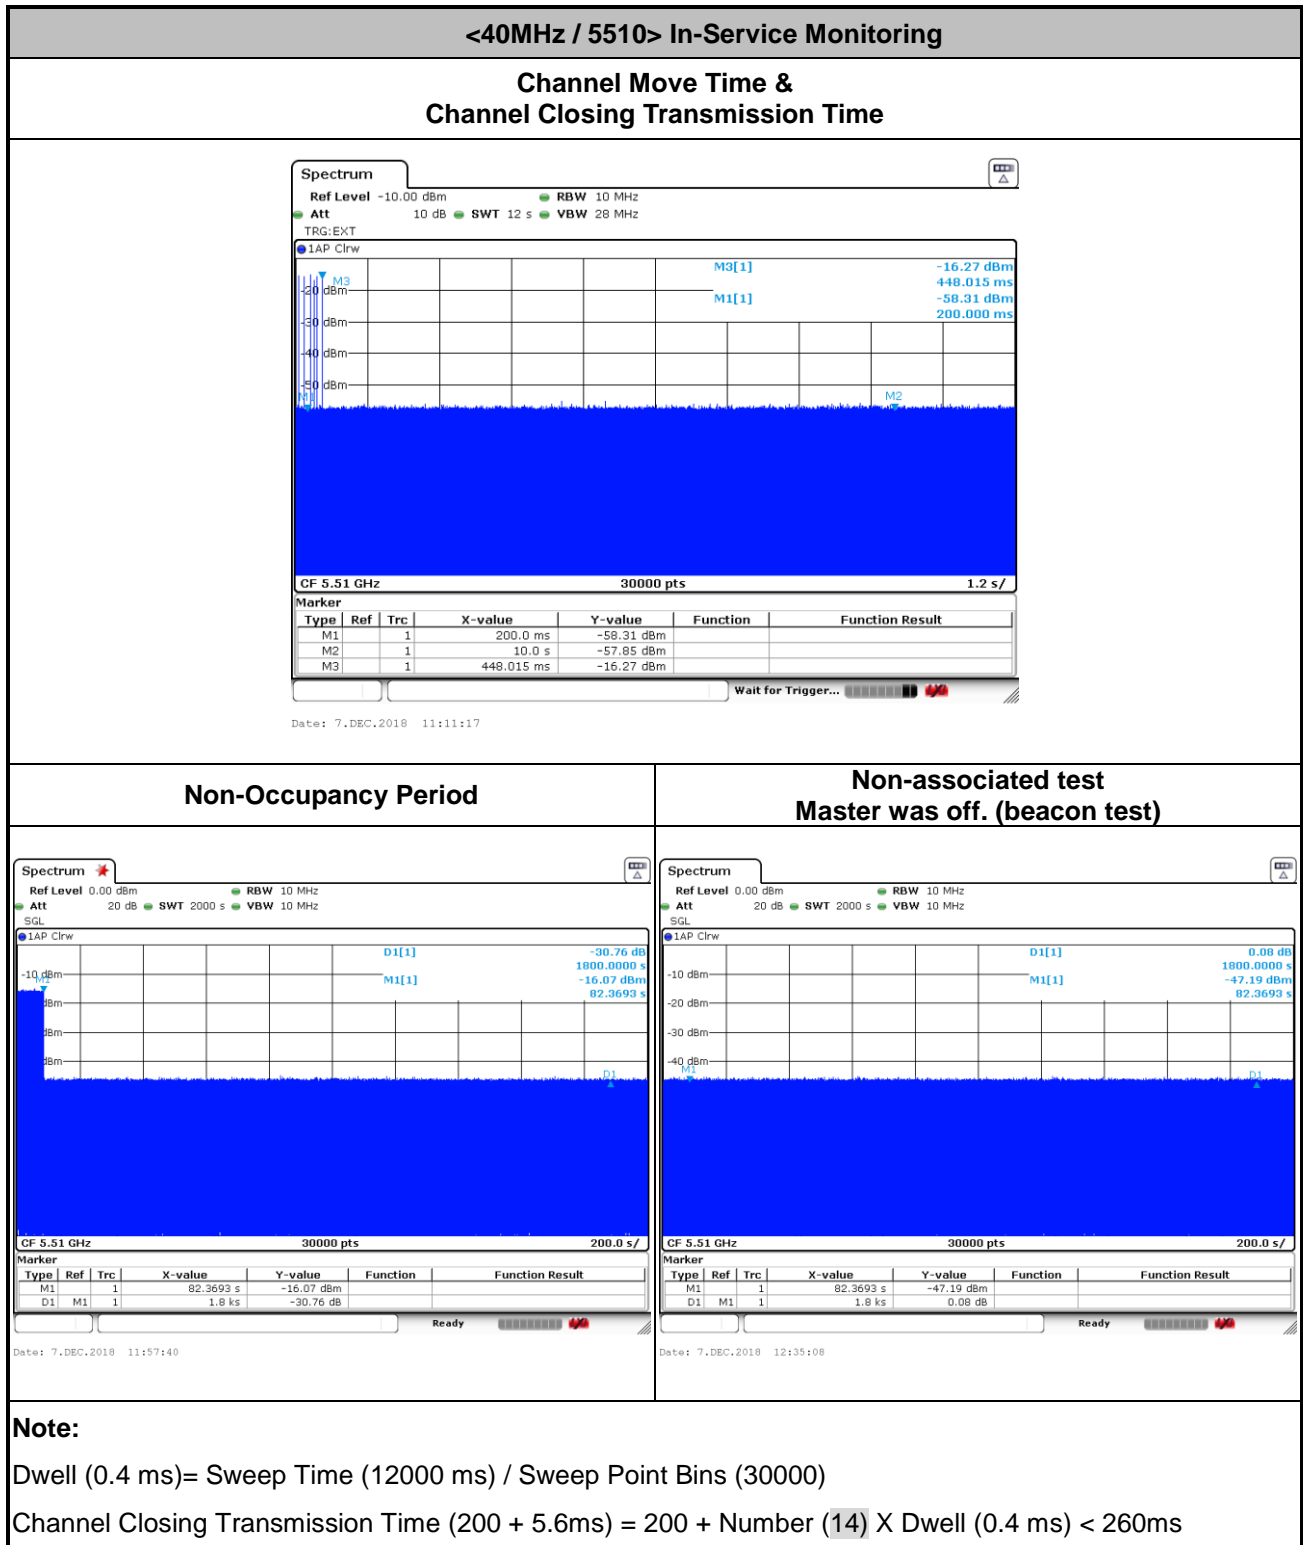 <40MHz / 5510> In-Service Monitoring
Channel Move Time &
Channel Closing Transmission Time
Spectrum
Ref Level -10.00 dBm RBW 10 MHz
Att 10 dB SWT 12 s VBW 28 MHz
TRG:EXT
1AP Clrw
M3[1] -16.27 dBm
448.015 ms
M1[1] -58.31 dBm
200.000 ms
M3
-20 dBm
-30 dBm
-40 dBm
-50 dBm
M1
M2
CF 5.51 GHz 30000 pts 1.2 s/
Marker
Type Ref Trc X-value Y-value Function Function Result
M1 1 200.0 ms -58.31 dBm
M2 1 10.0 s -57.85 dBm
M3 1 448.015 ms -16.27 dBm
Wait for Trigger...
Date: 7.DEC.2018 11:11:17
Non-Occupancy Period
Spectrum
Ref Level 0.00 dBm RBW 10 MHz
Att 20 dB SWT 2000 s VBW 10 MHz
SGL
1AP Clrw
D1[1] -30.76 dB
1800.0000 s
M1[1] -16.07 dBm
82.3693 s
-10 dBm
M1
dBm
dBm
dBm
D1
CF 5.51 GHz 30000 pts 200.0 s/
Marker
Type Ref Trc X-value Y-value Function Function Result
M1 1 82.3693 s -16.07 dBm
D1 M1 1 1.8 ks -30.76 dB
Ready
Date: 7.DEC.2018 11:57:40
Non-associated test
Master was off. (beacon test)
Spectrum
Ref Level 0.00 dBm RBW 10 MHz
Att 20 dB SWT 2000 s VBW 10 MHz
SGL
1AP Clrw
D1[1] 0.08 dB
1800.0000 s
M1[1] -47.19 dBm
82.3693 s
-10 dBm
-20 dBm
-30 dBm
-40 dBm
M1
D1
CF 5.51 GHz 30000 pts 200.0 s/
Marker
Type Ref Trc X-value Y-value Function Function Result
M1 1 82.3693 s -47.19 dBm
D1 M1 1 1.8 ks 0.08 dB
Ready
Date: 7.DEC.2018 12:35:08
Note:
Dwell (0.4 ms)= Sweep Time (12000 ms) / Sweep Point Bins (30000)
Channel Closing Transmission Time (200 + 5.6ms) = 200 + Number (14) X Dwell (0.4 ms) < 260ms